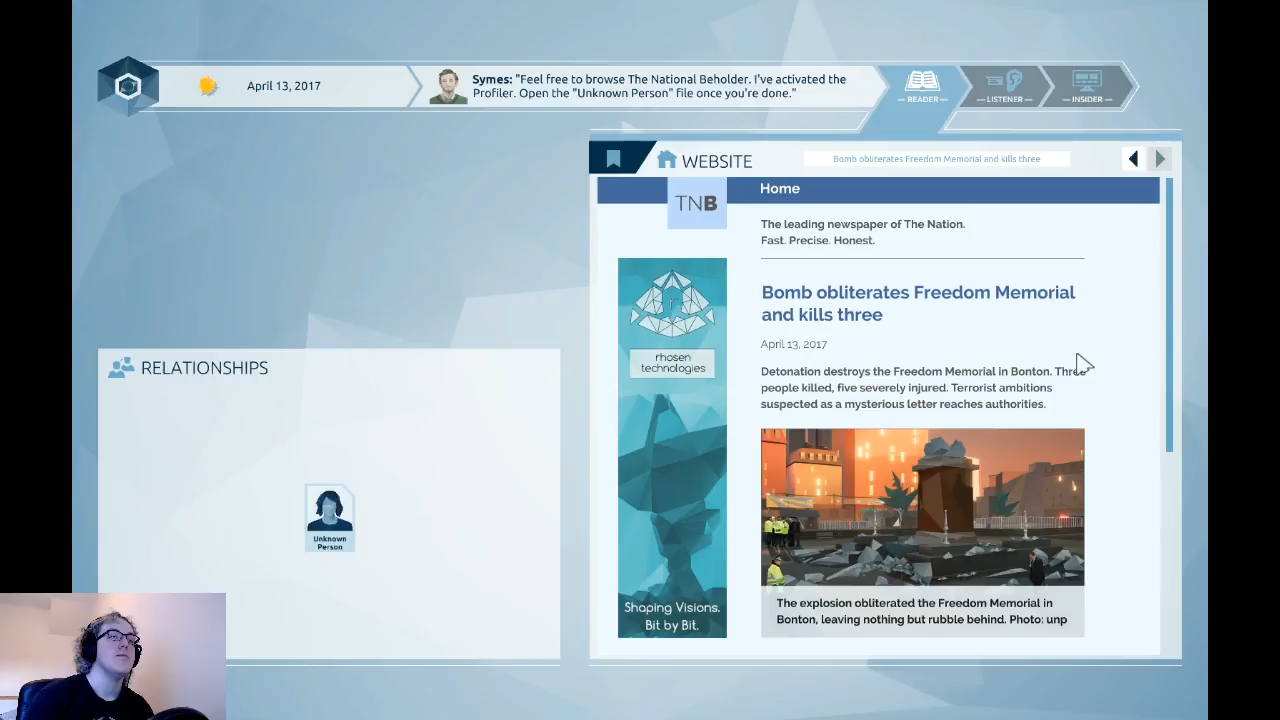 April 13, 2017
Symes: "Feel free to browse The National Beholder. I've activated the
Profiler. Open the "Unknown Person" file once you're done."
READER
LISTENER
INSIDER
WEBSITE
Bomb obliterates Freedom Memorial and kills three
TNB
Home
The leading newspaper of The Nation.
Fast. Precise. Honest.
rhosen
technologies
Shaping Visions.
Bit by Bit.
Bomb obliterates Freedom Memorial
and kills three
April 13, 2017
Detonation destroys the Freedom Memorial in Bonton. Three
people killed, five severely injured. Terrorist ambitions
suspected as a mysterious letter reaches authorities.
The explosion obliterated the Freedom Memorial in
Bonton, leaving nothing but rubble behind. Photo: unp
RELATIONSHIPS
Unknown
Person